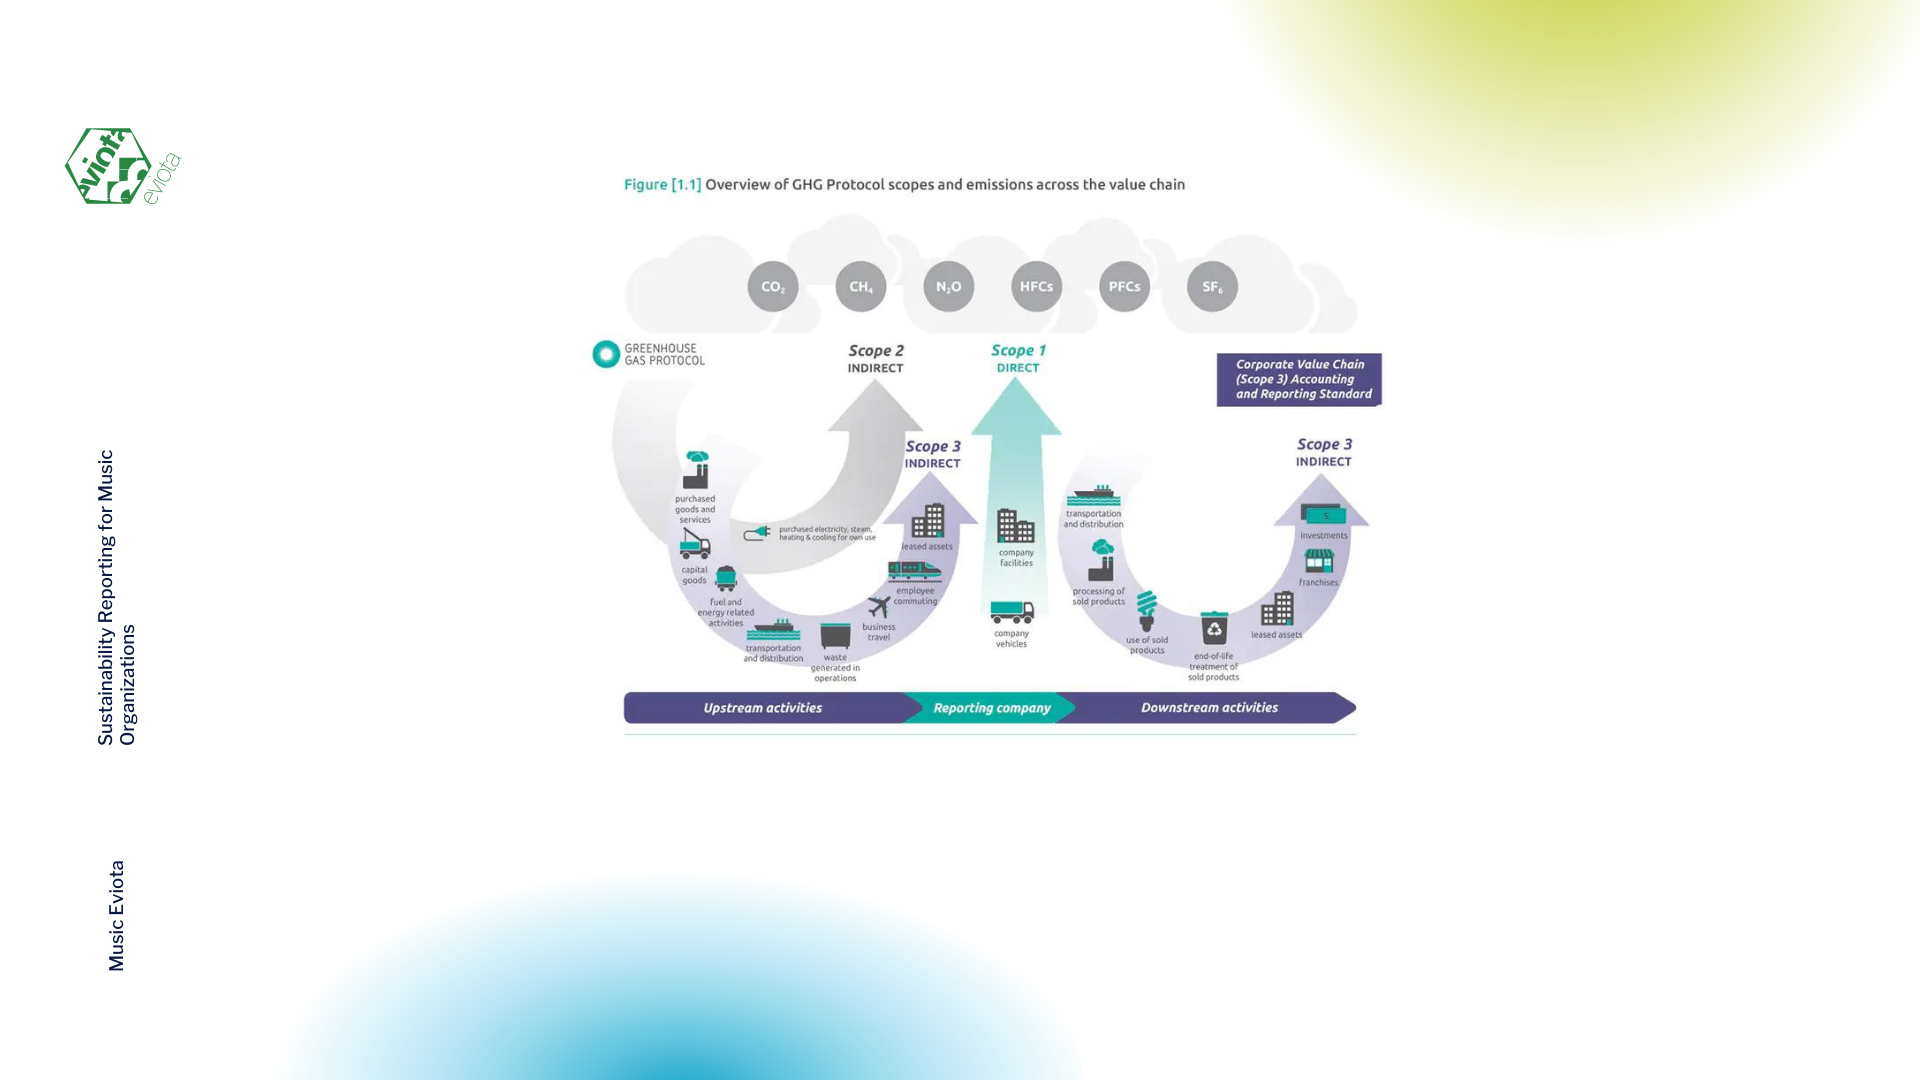 eviota
eviota
Sustainability Reporting for Music
Organizations
Music Eviota
Figure [1.1] Overview of GHG Protocol scopes and emissions across the value chain
CO₂
CH₄
N₂O
HFCs
PFCs
SF₆
GREENHOUSE
GAS PROTOCOL
Scope 2
INDIRECT
Scope 1
DIRECT
Corporate Value Chain
(Scope 3) Accounting
and Reporting Standard
Scope 3
INDIRECT
Scope 3
INDIRECT
purchased
goods and
services
capital
goods
fuel and
energy related
activities
transportation
and distribution
waste
generated in
operations
business
travel
employee
commuting
leased assets
purchased electricity, steam,
heating & cooling for own use
company
facilities
company
vehicles
transportation
and distribution
processing of
sold products
use of sold
products
end-of-life
treatment of
sold products
leased assets
franchises
investments
$
Upstream activities
Reporting company
Downstream activities